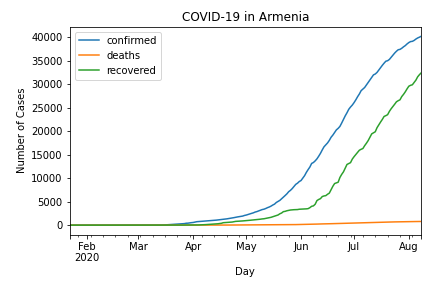 COVID-19 in Armenia
confirmed
deaths
recovered
Number of Cases
40000
35000
30000
25000
20000
15000
10000
5000
0
Feb Mar Apr May Jun Jul Aug
2020
Day